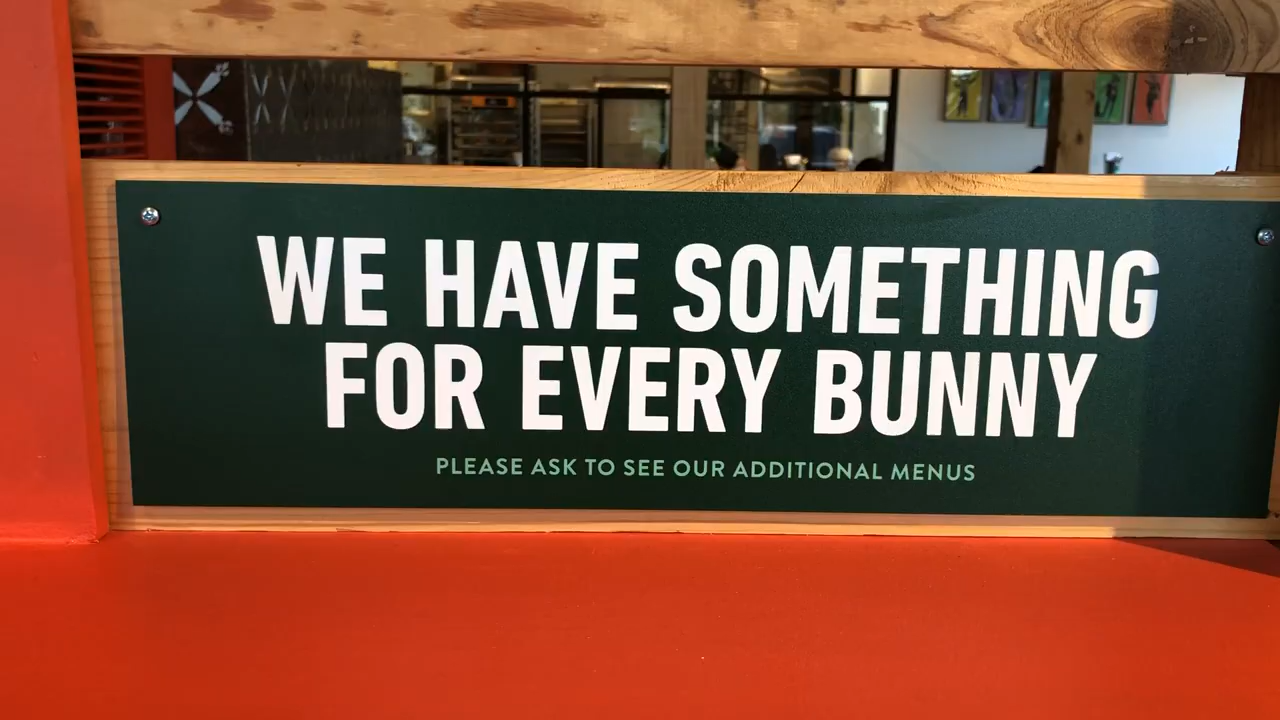 WE HAVE SOMETHING
FOR EVERY BUNNY
PLEASE ASK TO SEE OUR ADDITIONAL MENUS